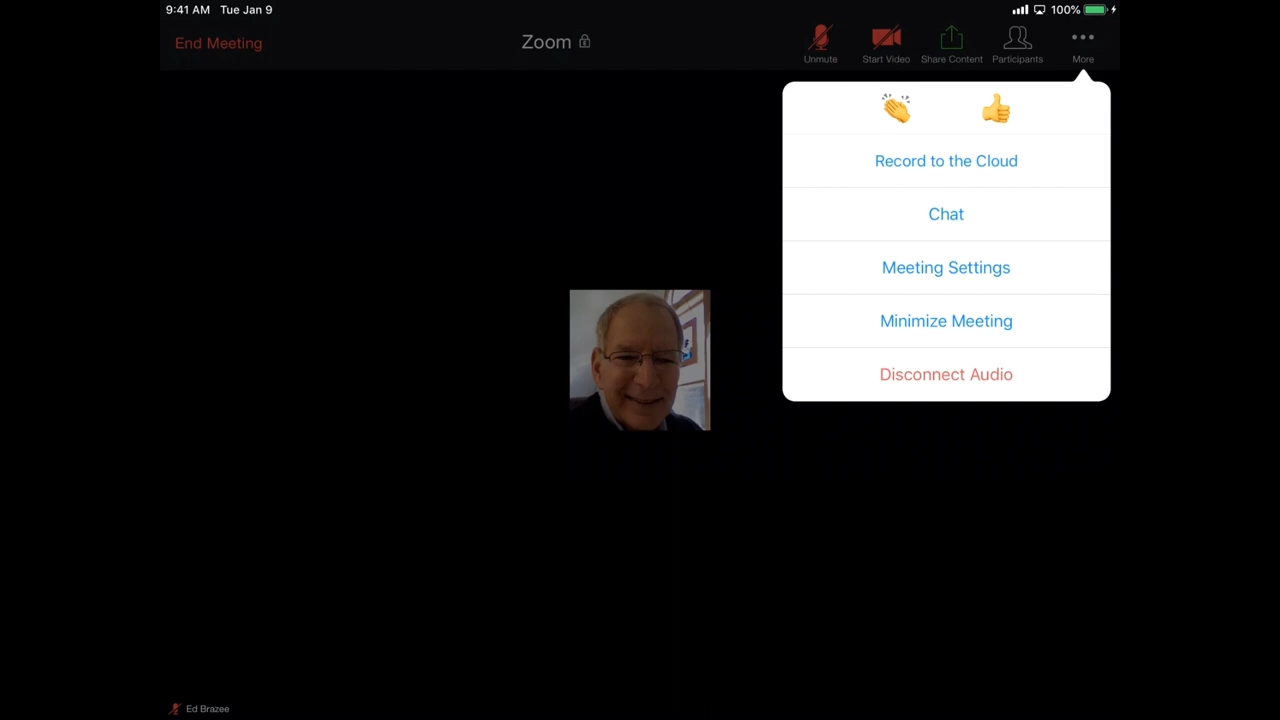 9:41 AM Tue Jan 9
100%
End Meeting
Zoom
Unmute
Start Video
Share Content
Participants
More
Record to the Cloud
Chat
Meeting Settings
Minimize Meeting
Disconnect Audio
Ed Brazee